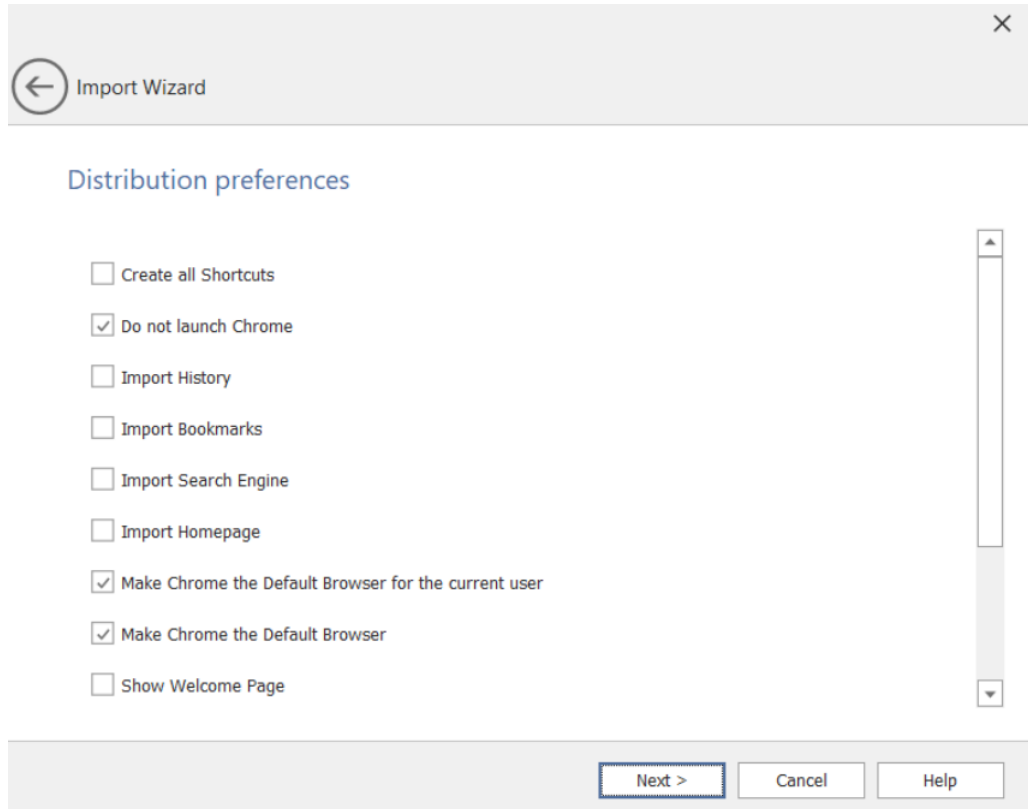 Import Wizard
Distribution preferences
Create all Shortcuts
Do not launch Chrome
Import History
Import Bookmarks
Import Search Engine
Import Homepage
Make Chrome the Default Browser for the current user
Make Chrome the Default Browser
Show Welcome Page
Next > Cancel Help